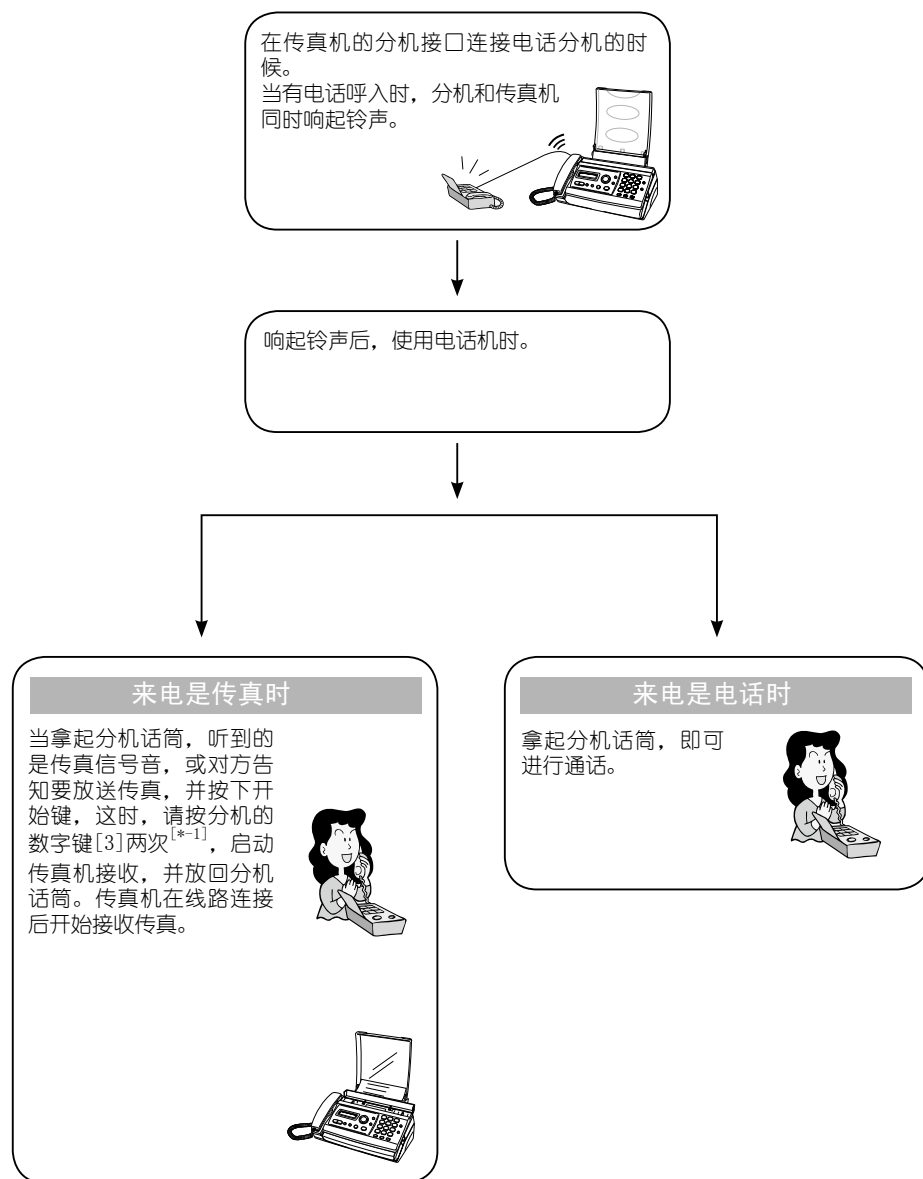 在传真机的分机接口连接电话分机的时
候。
当有电话呼入时，分机和传真机
同时响起铃声。
响起铃声后，使用电话机时。
来电是传真时
当拿起分机话筒，听到的
是传真信号音，或对方告
知要放送传真，并按下开
始键，这时，请按分机的
数字键[3]两次[*-1]，启动
传真机接收，并放回分机
话筒。传真机在线路连接
后开始接收传真。
来电是电话时
拿起分机话筒，即可
进行通话。